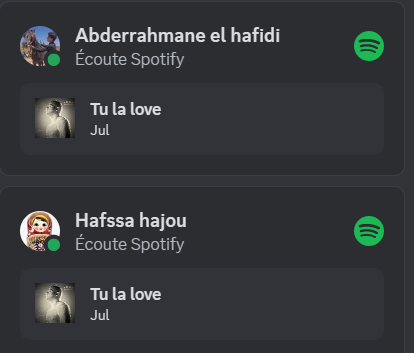 Abderrahmane el hafidi
Écoute Spotify
Tu la love
Jul
Hafssa hajou
Écoute Spotify
Tu la love
Jul